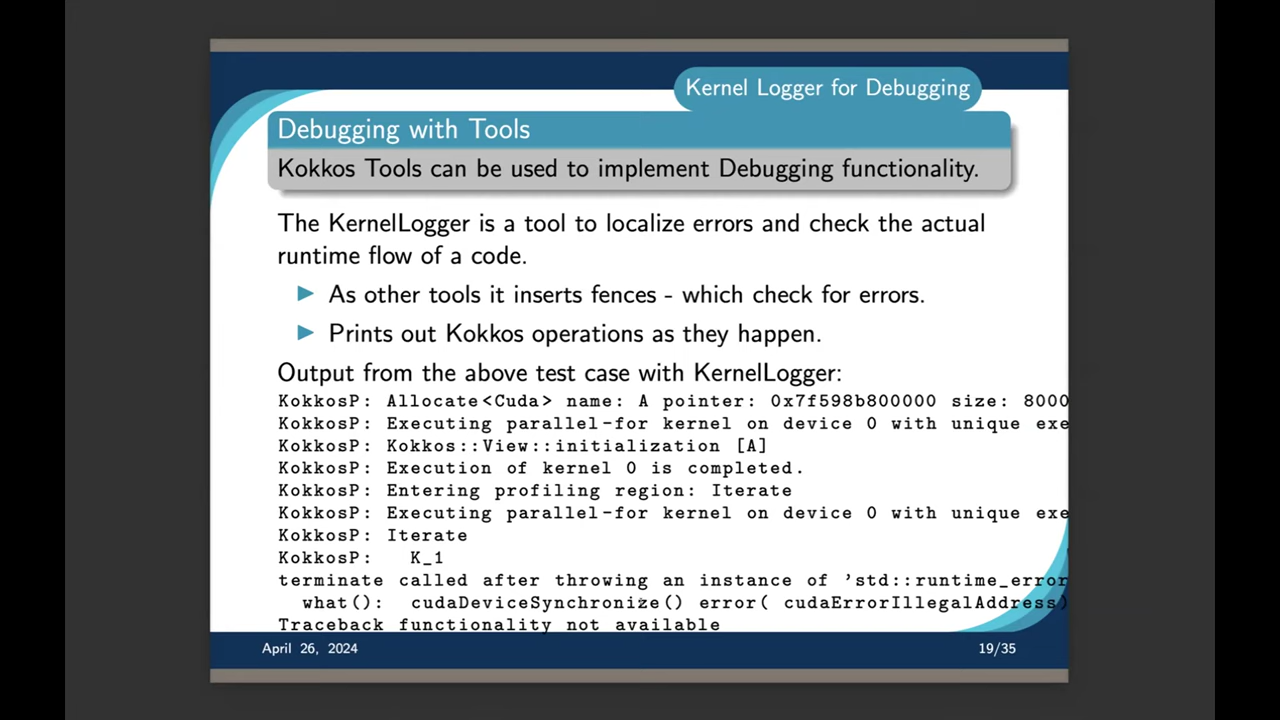 Kernel Logger for Debugging
Debugging with Tools
Kokkos Tools can be used to implement Debugging functionality.
The KernelLogger is a tool to localize errors and check the actual
runtime flow of a code.
As other tools it inserts fences - which check for errors.
Prints out Kokkos operations as they happen.
Output from the above test case with KernelLogger:
KokkosP: Allocate<Cuda> name: A pointer: 0x7f598b800000 size: 8000
KokkosP: Executing parallel-for kernel on device 0 with unique exe
KokkosP: Kokkos::View::initialization [A]
KokkosP: Execution of kernel 0 is completed.
KokkosP: Entering profiling region: Iterate
KokkosP: Executing parallel-for kernel on device 0 with unique exe
KokkosP: Iterate
KokkosP:   K_1
terminate called after throwing an instance of ’std::runtime_error
  what():  cudaDeviceSynchronize() error( cudaErrorIllegalAddress)
Traceback functionality not available
April 26, 2024 19/35